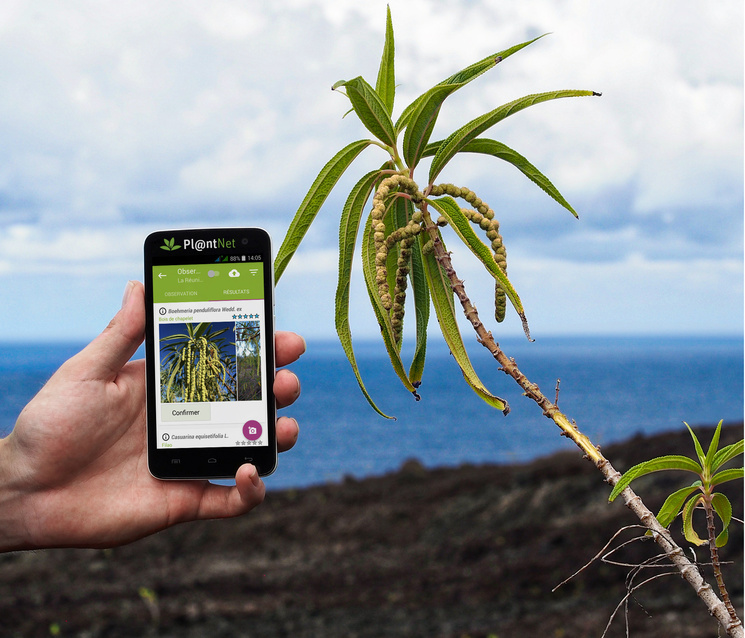 Pl@ntNet
88% 14:05
Obser...
La Réuni...
OBSERVATION RÉSULTATS
Boehmeria penduliflora Wedd. ex
Bois de chapelet
Confirmer
Casuarina equisetifolia L.
Filao